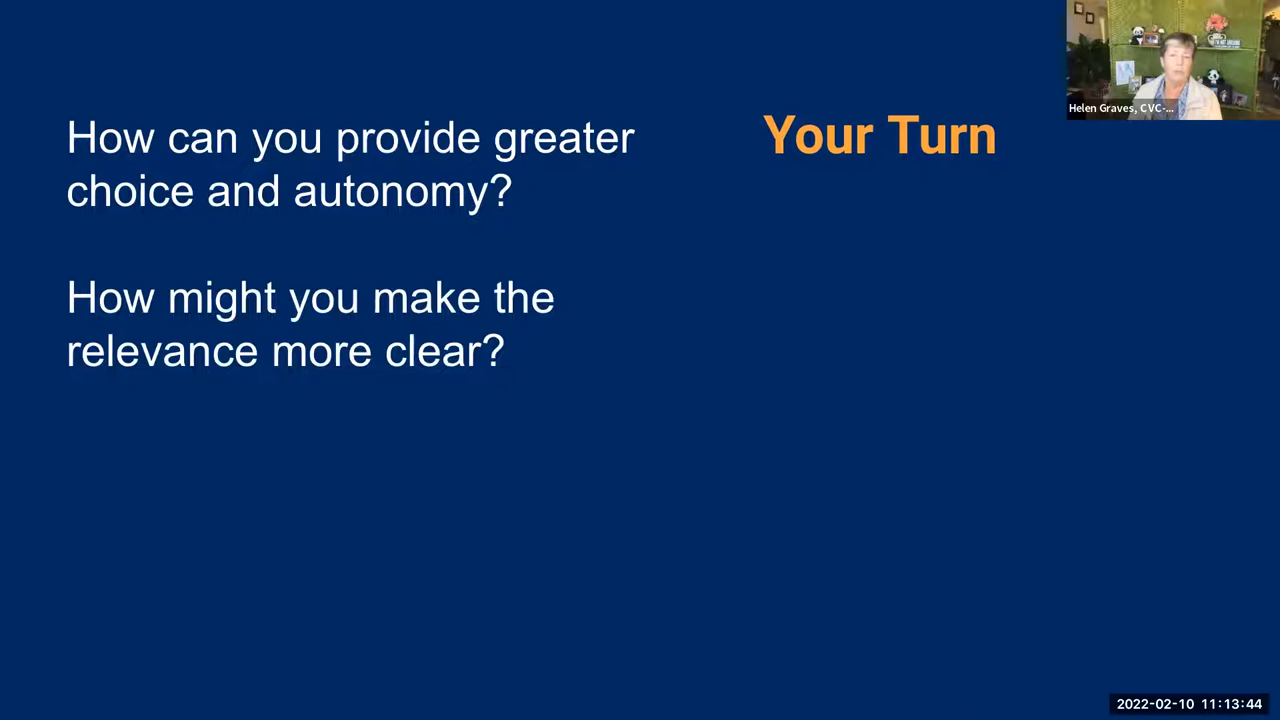 How can you provide greater
choice and autonomy?
How might you make the
relevance more clear?
Your Turn
Helen Graves, CVC-...
2022-02-10 11:13:44